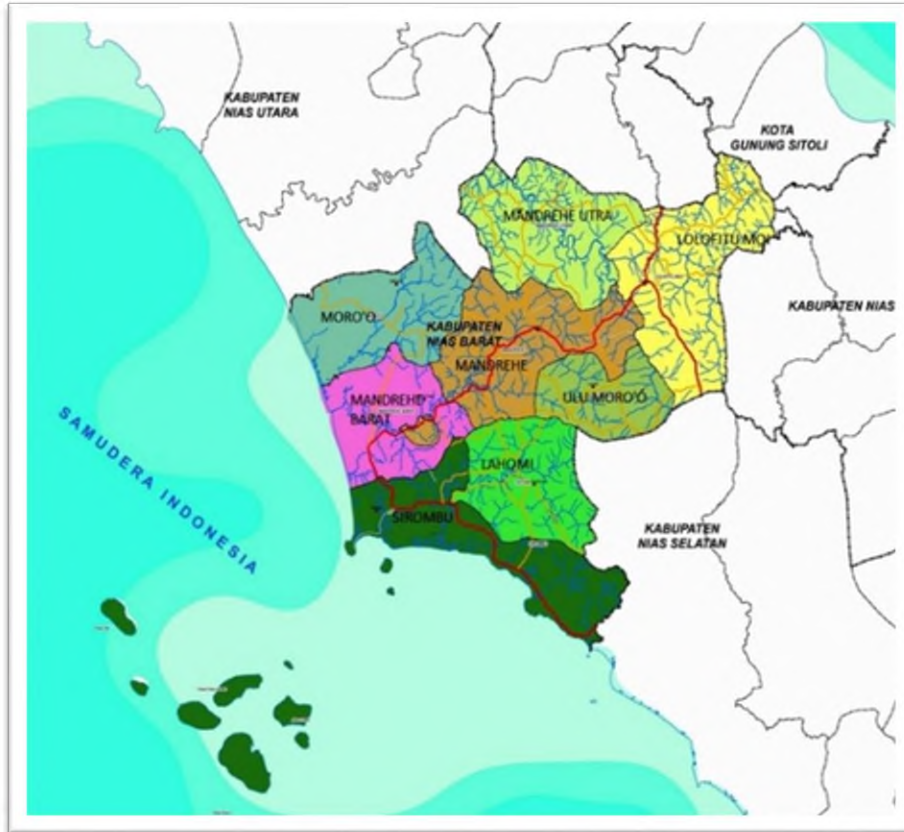 KABUPATEN
NIAS UTARA
KOTA
GUNUNG SITOLI
MANDREHE UTRA
LOLOFITU MOI
KABUPATEN NIAS
MORO'O
KABUPATEN
NIAS BARAT
MANDREHE
MANDREHD
BARAT
ULU MORO'O
SAMUDERA INDONESIA
LAHOMI
SIROMBU
KABUPATEN
NIAS SELATAN